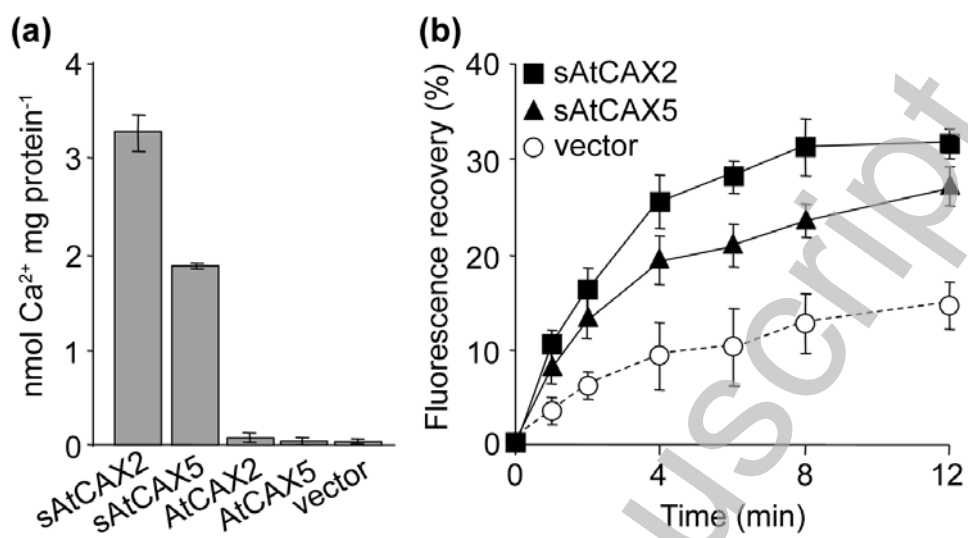 (a)
nmol Ca²⁺ mg protein⁻¹
4
3
2
1
0
sAtCAX2
sAtCAX5
AtCAX2
AtCAX5
vector
(b)
Fluorescence recovery (%)
40
30
20
10
0
sAtCAX2
sAtCAX5
vector
0
4
8
12
Time (min)
uscript